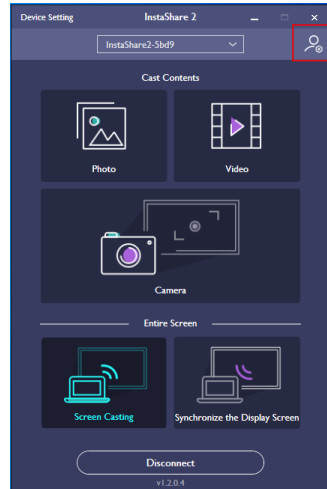 Device Setting InstaShare 2
InstaShare2-5bd9
Cast Contents
Photo Video
Camera
Entire Screen
Screen Casting Synchronize the Display Screen
Disconnect
v1.2.0.4